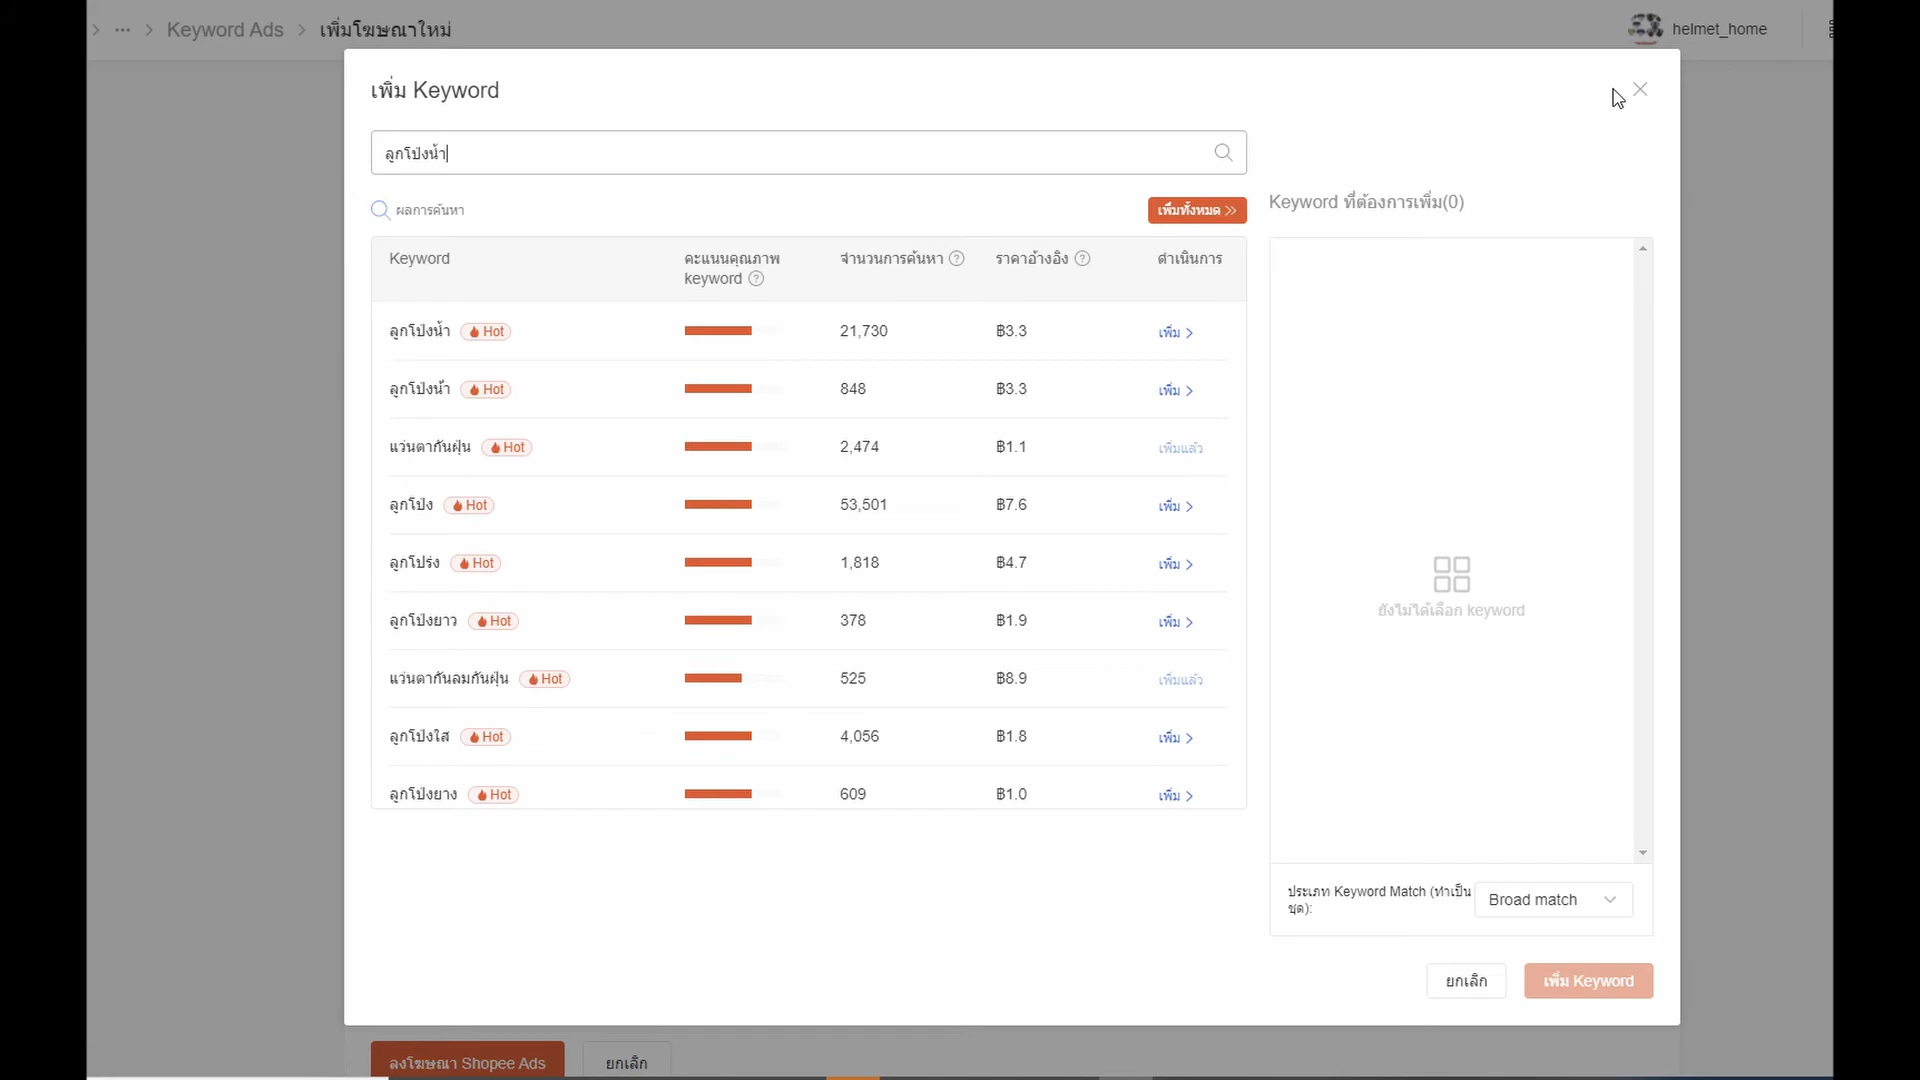 Keyword Ads
เพิ่มโฆษณาใหม่
helmet_home
เพิ่ม Keyword
ลูกโป่งน้ำ
ผลการค้นหา
เพิ่มทั้งหมด
Keyword ที่ต้องการเพิ่ม(0)
Keyword
คะแนนคุณภาพ keyword
จำนวนการค้นหา
ราคาอ้างอิง
ดำเนินการ
ลูกโป่งน้ำ Hot 21,730 ฿3.3 เพิ่ม
ลูกโป่งน้ำ Hot 848 ฿3.3 เพิ่ม
แว่นตากันฝุ่น Hot 2,474 ฿1.1 เพิ่มแล้ว
ลูกโป่ง Hot 53,501 ฿7.6 เพิ่ม
ลูกโปร่ง Hot 1,818 ฿4.7 เพิ่ม
ลูกโป่งยาว Hot 378 ฿1.9 เพิ่ม
แว่นตากันลมกันฝุ่น Hot 525 ฿8.9 เพิ่มแล้ว
ลูกโป่งใส Hot 4,056 ฿1.8 เพิ่ม
ลูกโป่งยาง Hot 609 ฿1.0 เพิ่ม
ยังไม่ได้เลือก keyword
ประเภท Keyword Match (ทำเป็น
ชุด):
Broad match
ยกเลิก
เพิ่ม Keyword
ลงโฆษณา Shopee Ads
ยกเลิก